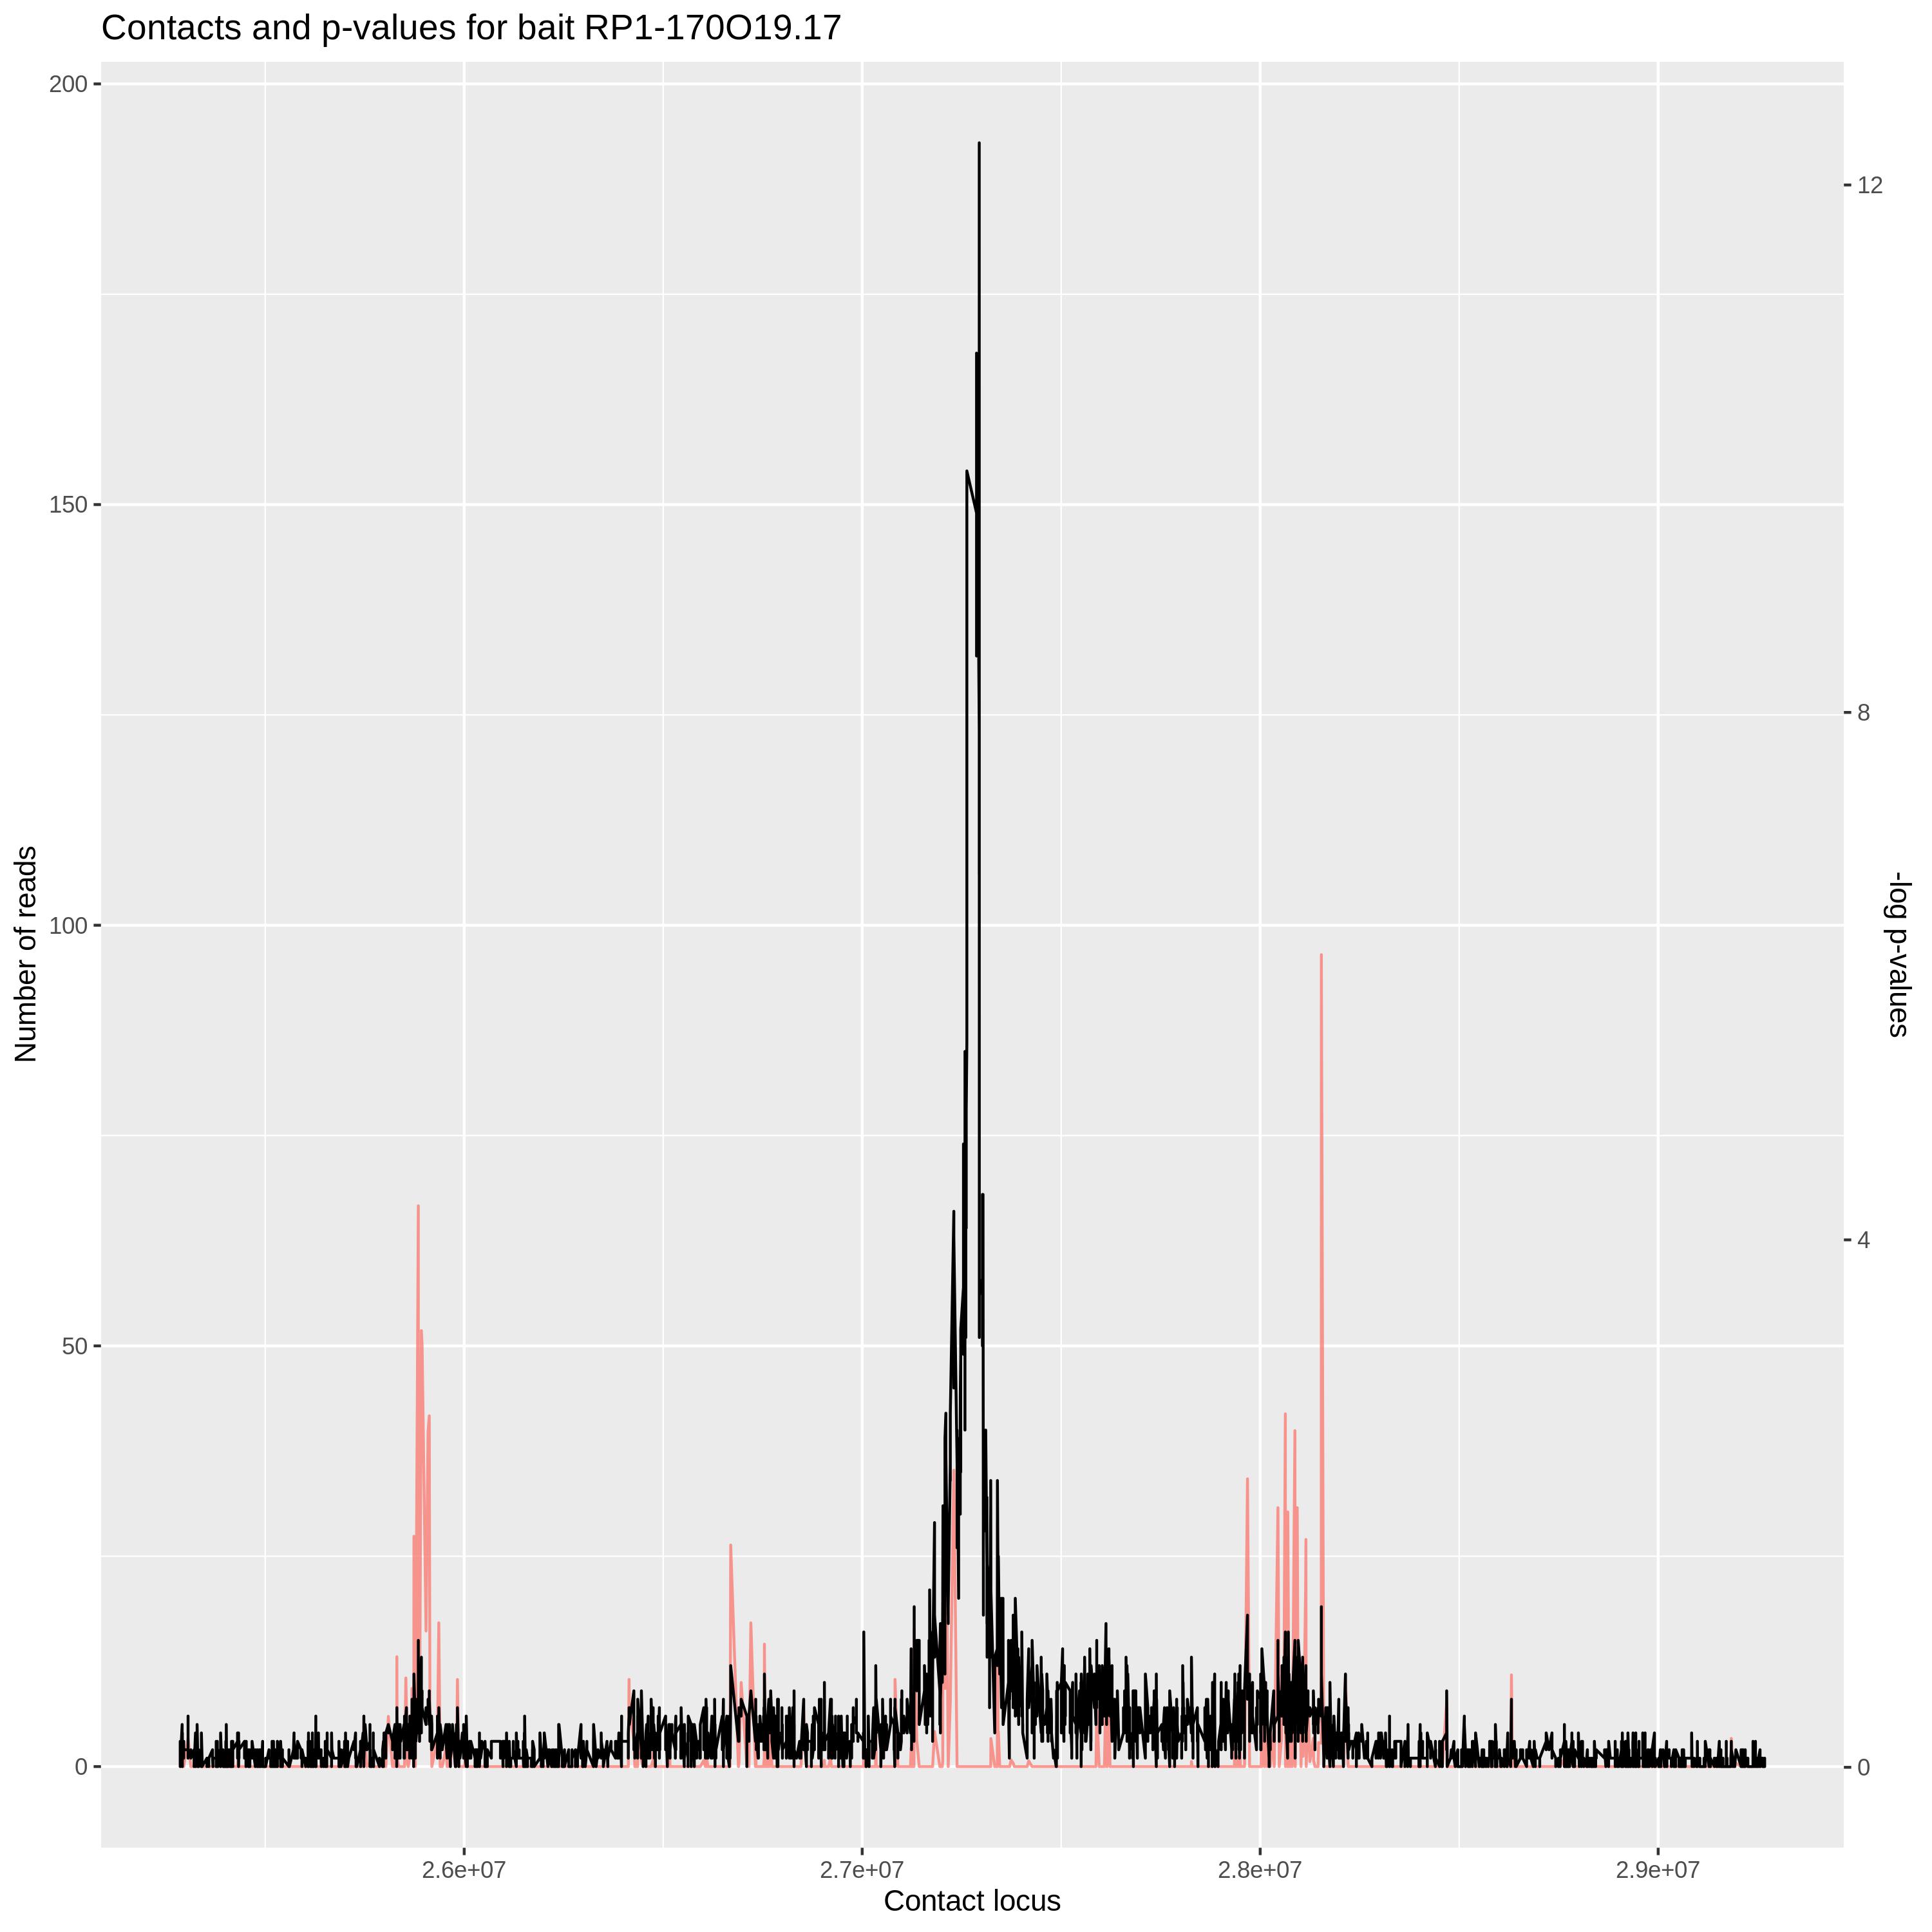 Contacts and p-values for bait RP1-170O19.17
200
150
100
50
0
Number of reads
12
8
4
0
-log p-values
2.6e+07
2.7e+07
2.8e+07
2.9e+07
Contact locus